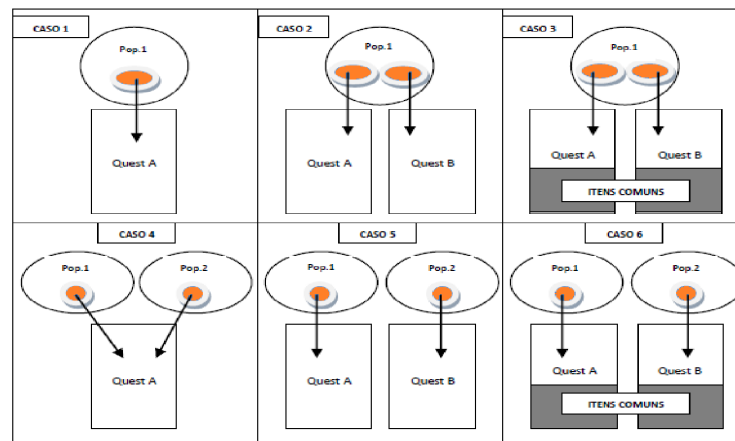 CASO 1
Pop.1
Quest A
CASO 2
Pop.1
Quest A
Quest B
CASO 3
Pop.1
Quest A
Quest B
ITENS COMUNS
CASO 4
Pop.1
Pop.2
Quest A
CASO 5
Pop.1
Pop.2
Quest A
Quest B
CASO 6
Pop.1
Pop.2
Quest A
Quest B
ITENS COMUNS